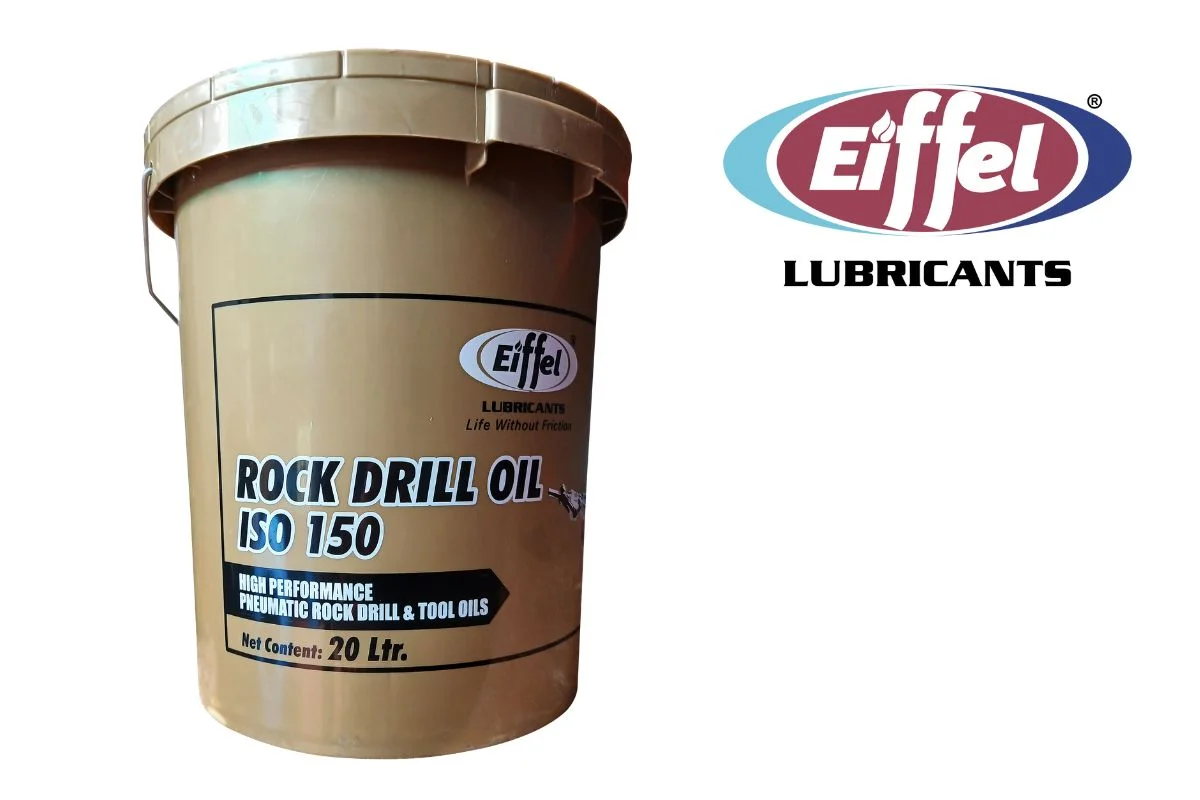 Eiffel
LUBRICANTS
Life Without Friction
ROCK DRILL OIL
ISO 150
HIGH PERFORMANCE
PNEUMATIC ROCK DRILL & TOOL OILS
Net Content: 20 Ltr.
Eiffel ®
LUBRICANTS